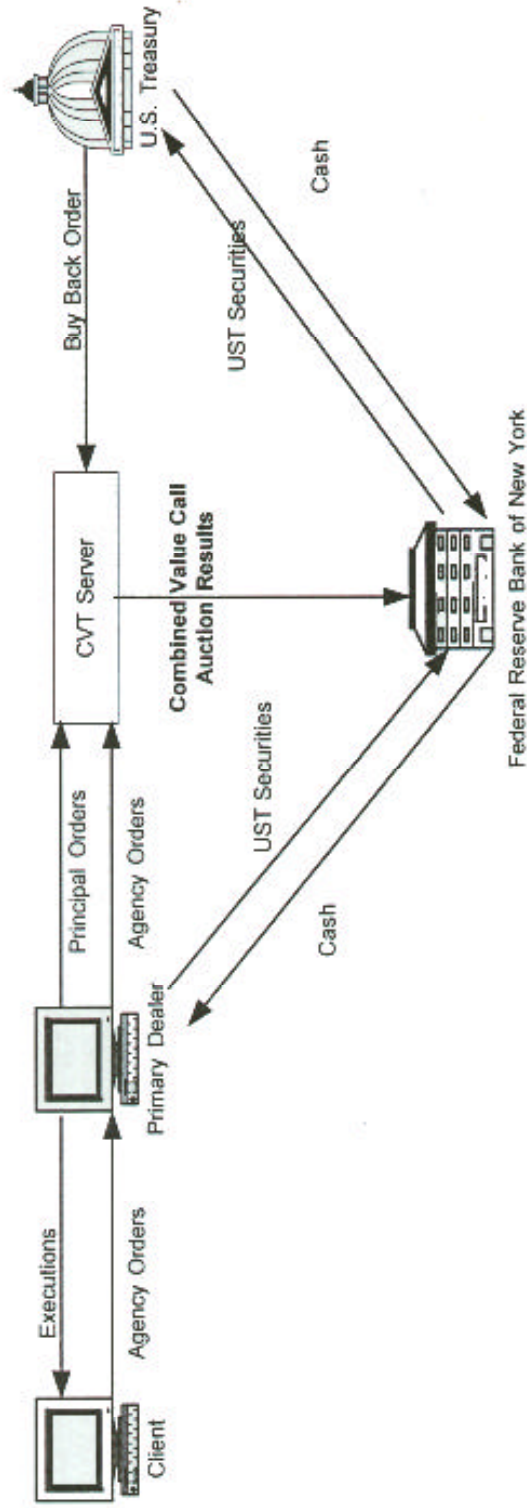 Executions
Agency Orders
Client
Principal Orders
Agency Orders
Primary Dealer
CVT Server
Buy Back Order
U.S. Treasury
Combined Value Call
Auction Results
UST Securities
Cash
UST Securities
Cash
Federal Reserve Bank of New York